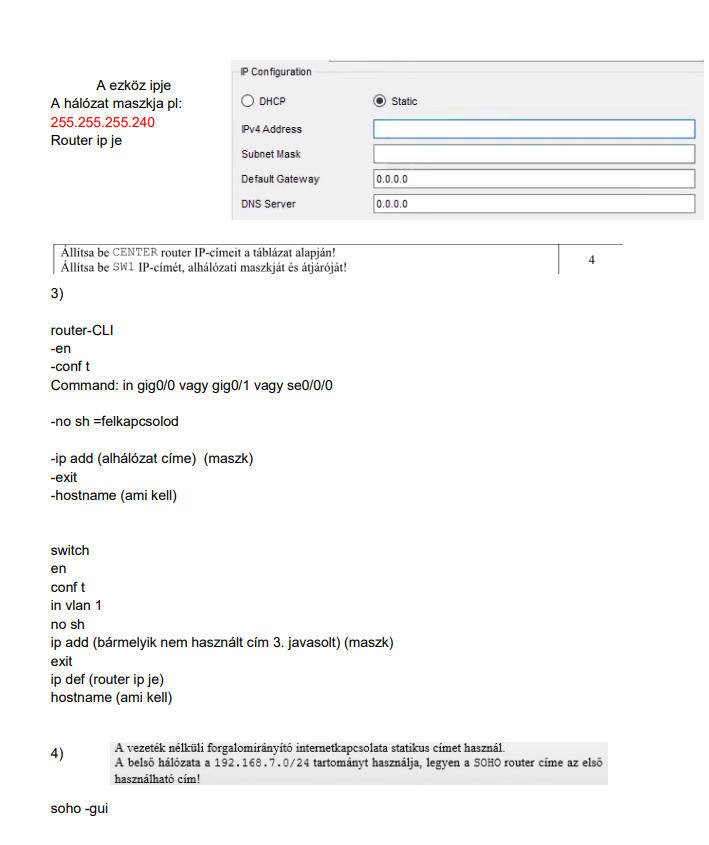 A ezköz ipje
A hálózat maszkja pl:
255.255.255.240
Router ip je
IP Configuration
DHCP
Static
IPv4 Address
Subnet Mask
Default Gateway
0.0.0.0
DNS Server
0.0.0.0
Állítsa be CENTER router IP-címeit a táblázat alapján!
Állítsa be SW1 IP-címét, alhálózati maszkját és átjáróját!
4
3)
router-CLI
-en
-conf t
Command: in gig0/0 vagy gig0/1 vagy se0/0/0
-no sh =felkapcsolod
-ip add (alhálózat címe)  (maszk)
-exit
-hostname (ami kell)
switch
en
conf t
in vlan 1
no sh
ip add (bármelyik nem használt cím 3. javasolt) (maszk)
exit
ip def (router ip je)
hostname (ami kell)
4)
A vezeték nélküli forgalomirányító internetkapcsolata statikus címet használ.
A belső hálózata a 192.168.7.0/24 tartományt használja, legyen a SOHO router címe az első
használható cím!
soho -gui